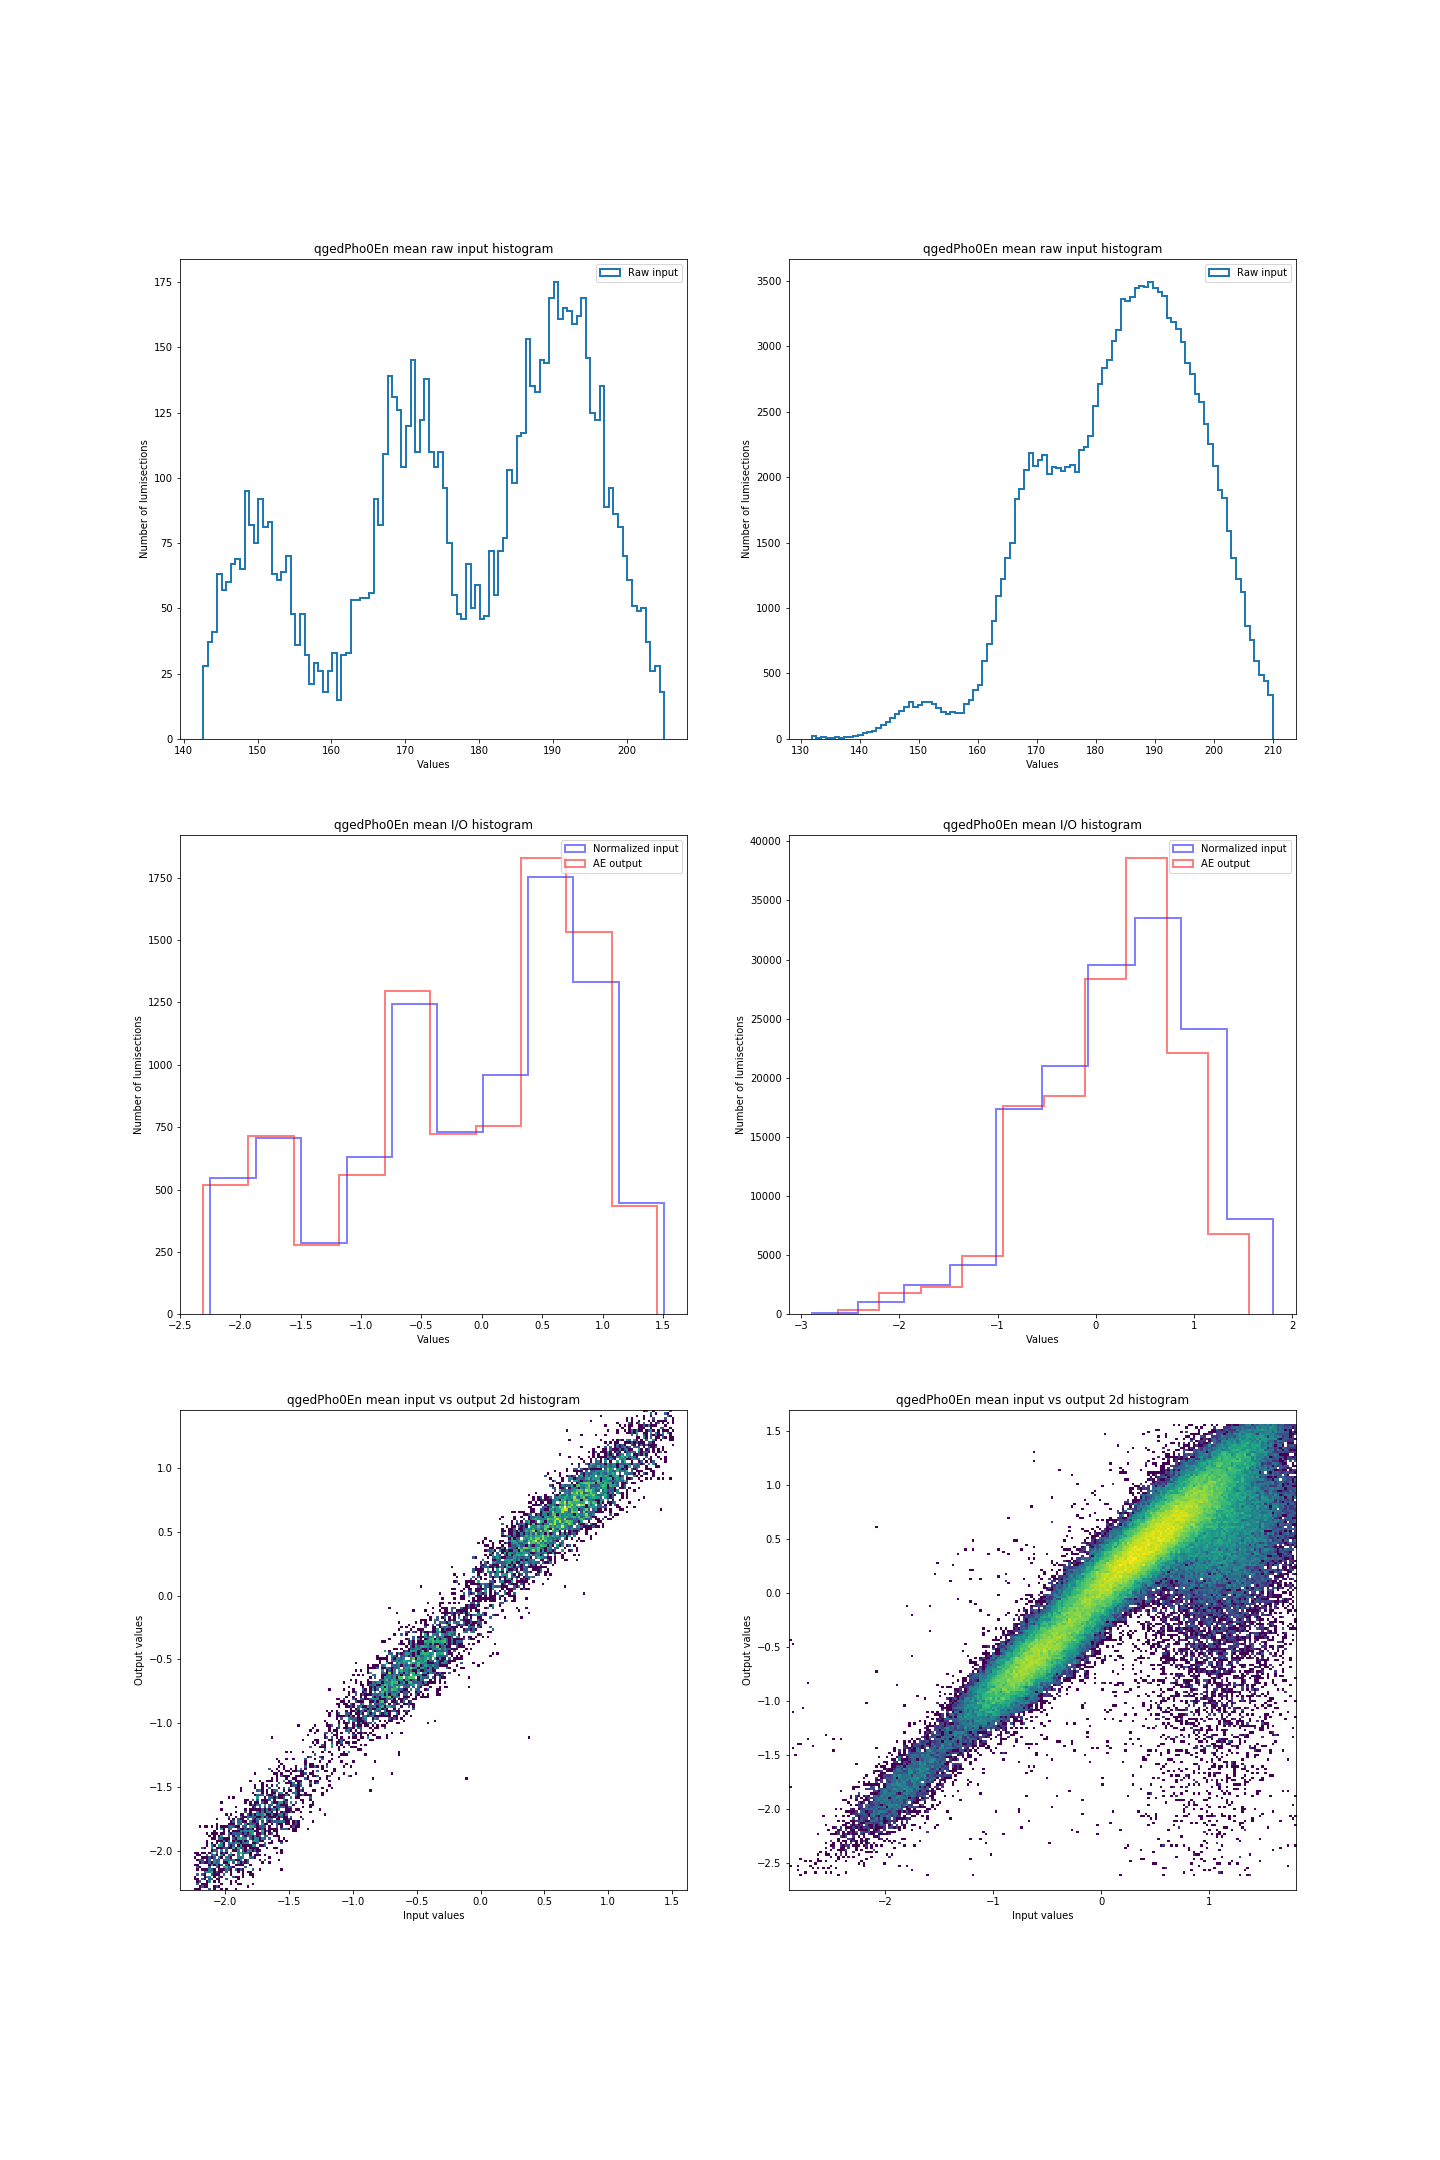 qgedPho0En mean raw input histogram
Raw input
175
150
125
100
75
50
25
0
Number of lumisections
140 150 160 170 180 190 200
Values
qgedPho0En mean raw input histogram
Raw input
3500
3000
2500
2000
1500
1000
500
0
Number of lumisections
130 140 150 160 170 180 190 200 210
Values
qgedPho0En mean I/O histogram
Normalized input
AE output
1750
1500
1250
1000
750
500
250
0
Number of lumisections
−2.5 −2.0 −1.5 −1.0 −0.5 0.0 0.5 1.0 1.5
Values
qgedPho0En mean I/O histogram
Normalized input
AE output
40000
35000
30000
25000
20000
15000
10000
5000
0
Number of lumisections
−3 −2 −1 0 1 2
Values
qgedPho0En mean input vs output 2d histogram
1.0
0.5
0.0
−0.5
−1.0
−1.5
−2.0
Output values
−2.0 −1.5 −1.0 −0.5 0.0 0.5 1.0 1.5
Input values
qgedPho0En mean input vs output 2d histogram
1.5
1.0
0.5
0.0
−0.5
−1.0
−1.5
−2.0
−2.5
Output values
−2 −1 0 1
Input values